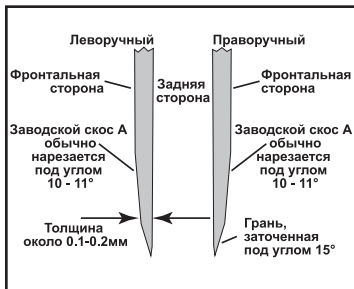 Леворучный
Праворучный
Фронтальная
сторона
Задняя
сторона
Фронтальная
сторона
Заводской скос А
обычно
нарезается
под углом
10 - 11°
Заводской скос А
обычно
нарезается
под углом
10 - 11°
Толщина
около 0.1-0.2мм
Грань,
заточенная
под углом 15°